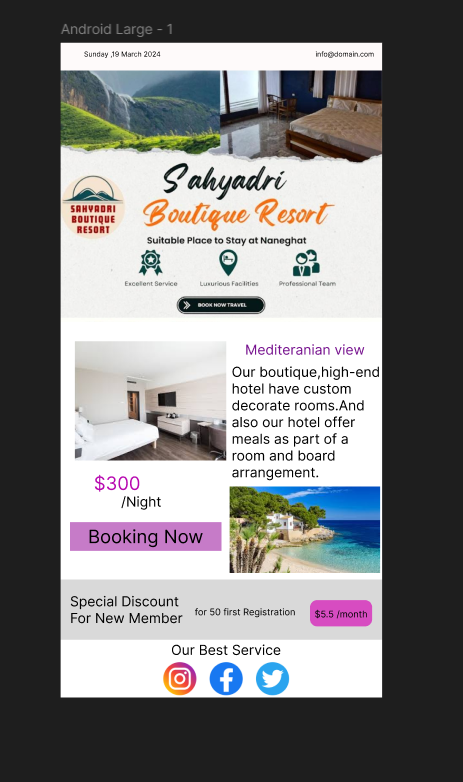 Android Large - 1
Sunday ,19 March 2024
info@domain.com
Sahyadri
Boutique Resort
SAHYADRI
BOUTIQUE
RESORT
Suitable Place to Stay at Naneghat
Excellent Service
Luxurious Facilities
Professional Team
BOOK NOW TRAVEL
Mediteranian view
Our boutique,high-end
hotel have custom
decorate rooms.And
also our hotel offer
meals as part of a
room and board
arrangement.
$300
/Night
Booking Now
Special Discount
For New Member
for 50 first Registration
$5.5 /month
Our Best Service